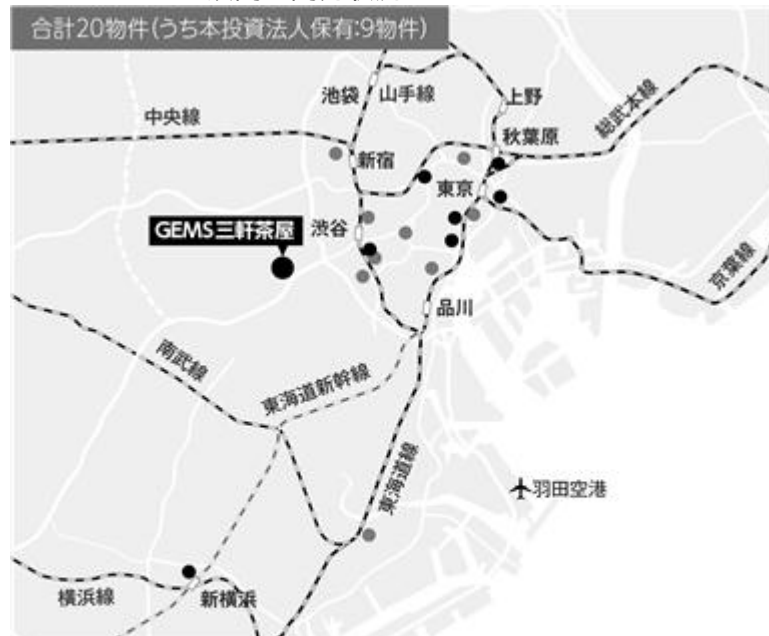 合計20物件(うち本投資法人保有:9物件)
池袋
山手線
上野
総武本線
中央線
秋葉原
新宿
東京
GEMS三軒茶屋
渋谷
京葉線
品川
南武線
東海道新幹線
東海道線
羽田空港
横浜線
新横浜